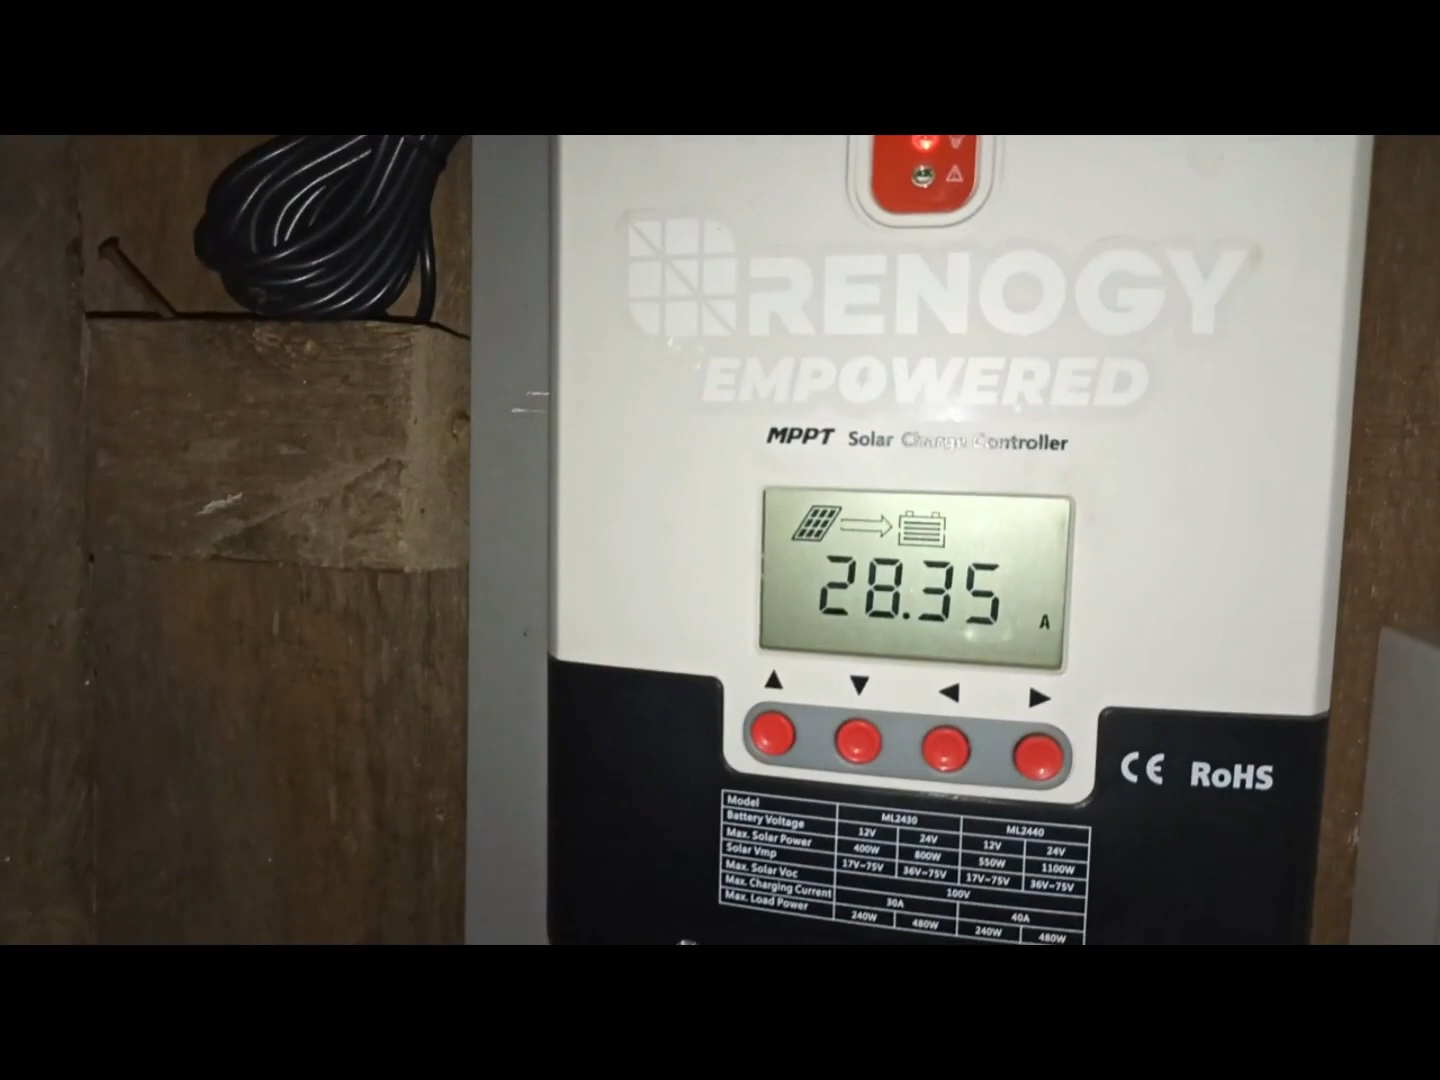 RENOGY
EMPOWERED
MPPT Solar Charge Controller
28.35 A
CE RoHS
Model ML2430 ML2440
Battery Voltage 12V 24V 12V 24V
Max. Solar Power 400W 800W 550W 1100W
Solar Vmp 17V~75V 36V~75V 17V~75V 36V~75V
Max. Solar Voc 100V
Max. Charging Current 30A 40A
Max. Load Power 240W 480W 240W 480W